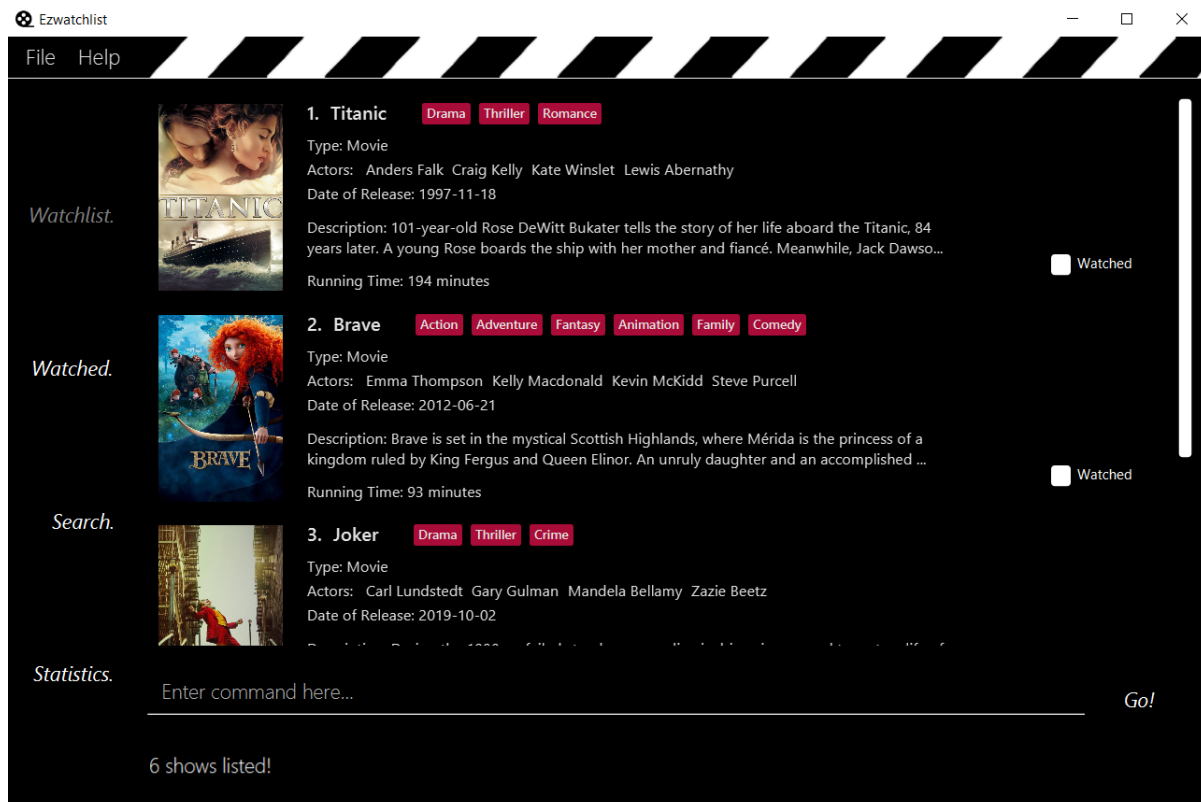 Ezwatchlist
File Help
Watchlist.
Watched.
Search.
Statistics.
TITANIC
1. Titanic Drama Thriller Romance
Type: Movie
Actors: Anders Falk Craig Kelly Kate Winslet Lewis Abernathy
Date of Release: 1997-11-18
Description: 101-year-old Rose DeWitt Bukater tells the story of her life aboard the Titanic, 84
years later. A young Rose boards the ship with her mother and fiancé. Meanwhile, Jack Dawso...
Running Time: 194 minutes
Watched
BRAVE
2. Brave Action Adventure Fantasy Animation Family Comedy
Type: Movie
Actors: Emma Thompson Kelly Macdonald Kevin McKidd Steve Purcell
Date of Release: 2012-06-21
Description: Brave is set in the mystical Scottish Highlands, where Mérida is the princess of a
kingdom ruled by King Fergus and Queen Elinor. An unruly daughter and an accomplished ...
Running Time: 93 minutes
Watched
3. Joker Drama Thriller Crime
Type: Movie
Actors: Carl Lundstedt Gary Gulman Mandela Bellamy Zazie Beetz
Date of Release: 2019-10-02
Enter command here...
Go!
6 shows listed!